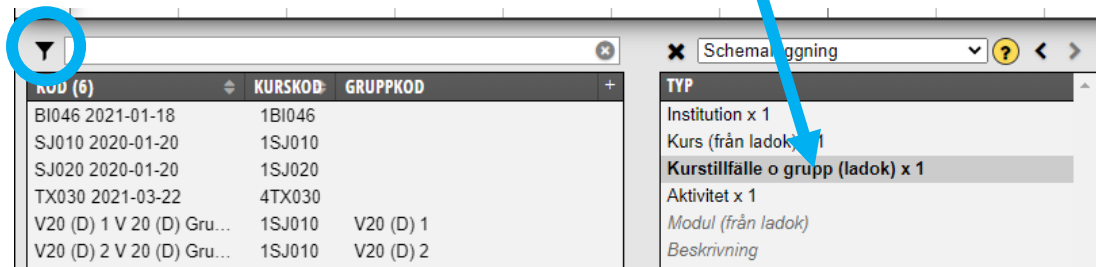 Schemaläggning ?
KOD (6) KURSKOD GRUPPKOD + TYP
BI046 2021-01-18 1BI046 Institution x 1
SJ010 2020-01-20 1SJ010 Kurs (från ladok) 1
SJ020 2020-01-20 1SJ020 Kurstillfälle o grupp (ladok) x 1
TX030 2021-03-22 4TX030 Aktivitet x 1
V20 (D) 1 V 20 (D) Gru... 1SJ010 V20 (D) 1 Modul (från ladok)
V20 (D) 2 V 20 (D) Gru... 1SJ010 V20 (D) 2 Beskrivning